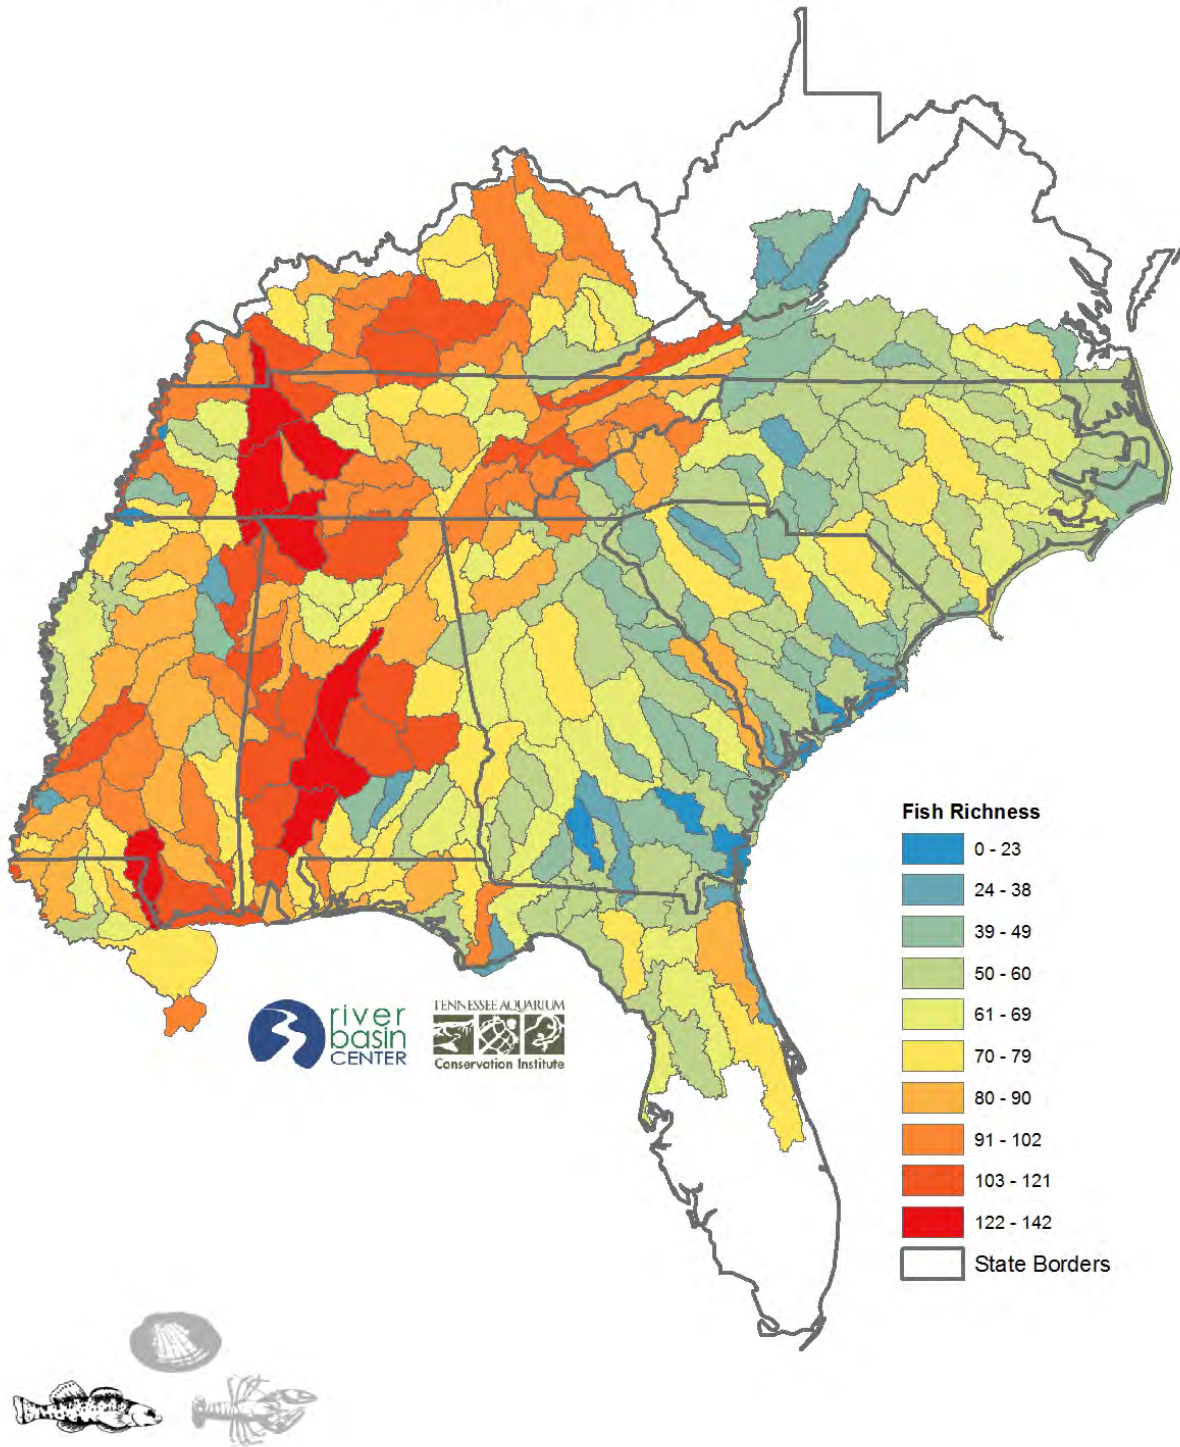 Fish Richness
0 - 23
24 - 38
39 - 49
50 - 60
61 - 69
70 - 79
80 - 90
91 - 102
103 - 121
122 - 142
State Borders
river
basin
CENTER
TENNESSEE AQUARIUM
Conservation Institute